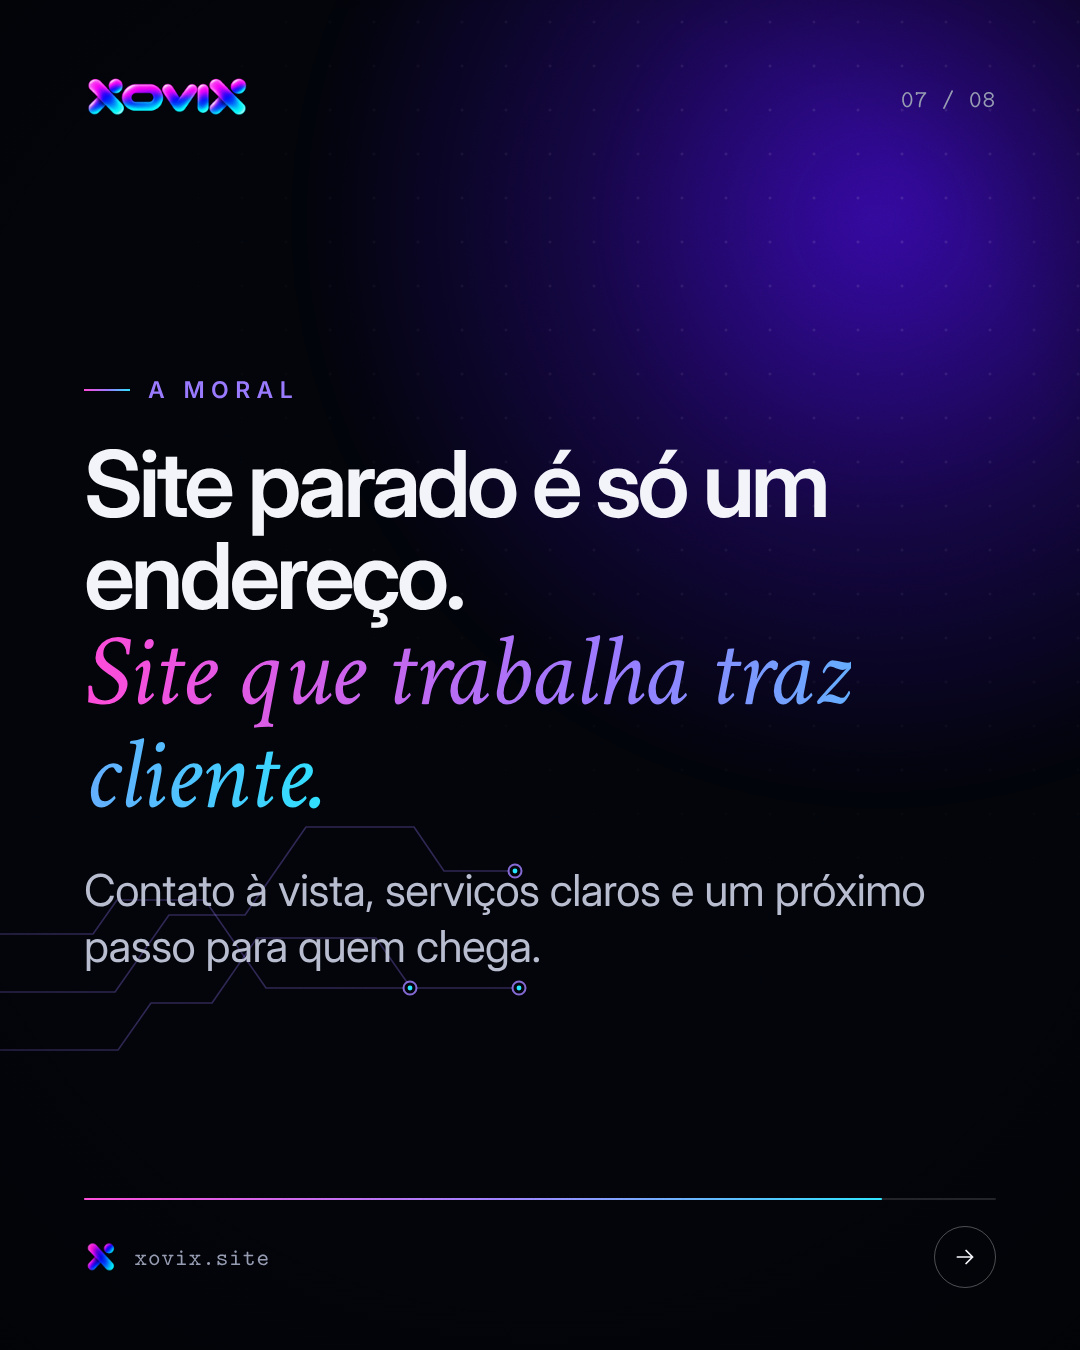 XOVIX
07 / 08
A MORAL
Site parado é só um
endereço.
Site que trabalha traz
cliente.
Contato à vista, serviços claros e um próximo
passo para quem chega.
xovix.site